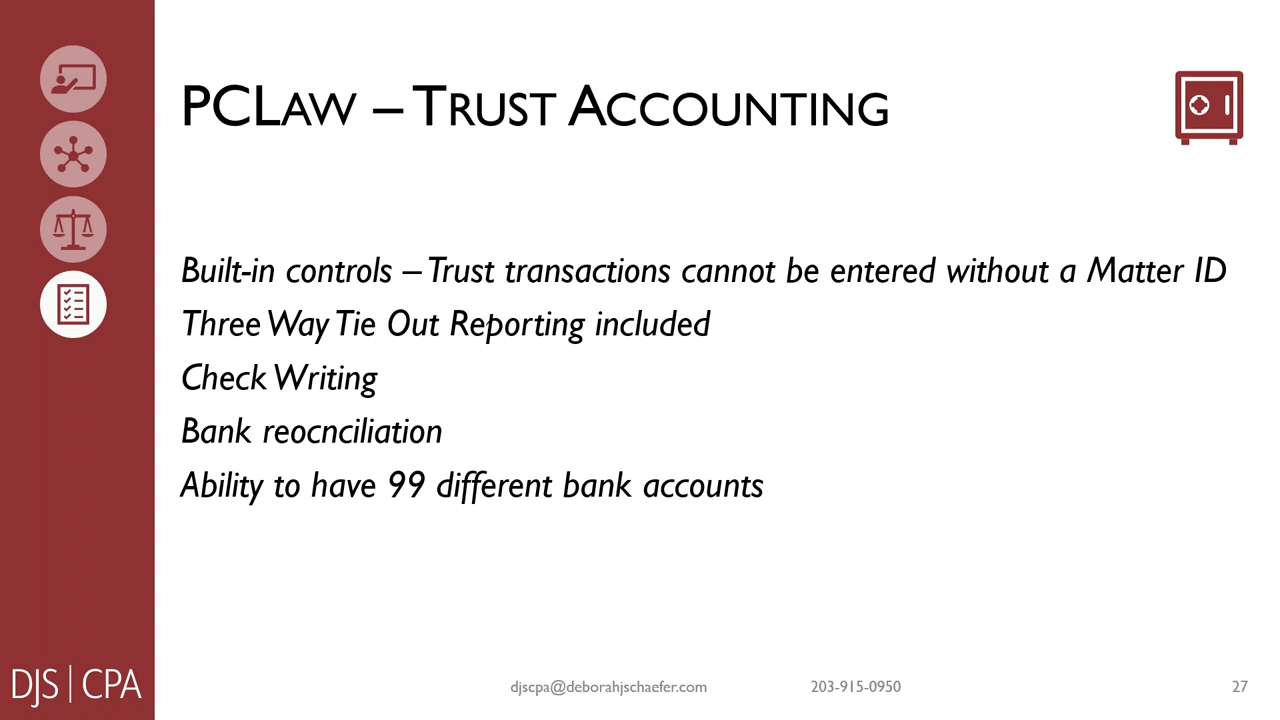 PCLaw – Trust Accounting
Built-in controls – Trust transactions cannot be entered without a Matter ID
Three Way Tie Out Reporting included
Check Writing
Bank reocnciliation
Ability to have 99 different bank accounts
DJS | CPA
djscpa@deborahjschaefer.com
203-915-0950
27